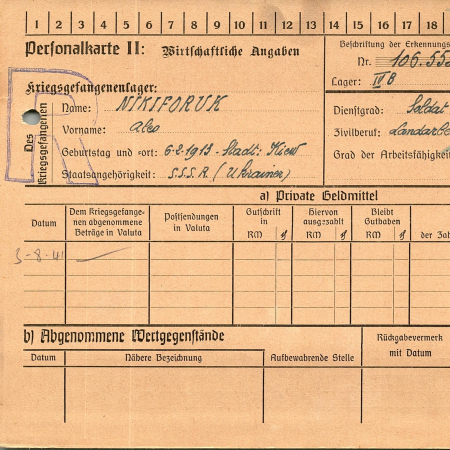 1 2 3 4 5 6 7 8 9 10 11 12 13 14 15 16 17 18
Personalkarte II: Wirtschaftliche Angaben
Beschriftung der Erkennungs
Nr. 106.555
Kriegsgefangenenlager:
Lager: IV B
Des Kriegsgefangenen
Name: NIKIFORUK
Dienstgrad: Soldat
Vorname: Alex
Zivilberuf: Landarbe
Geburtstag und -ort: 6-2-1913 - Stadt: Kiew
Grad der Arbeitsfähigkeit
Staatsangehörigkeit: S.S.S.R. (Ukrainer)
a) Private Geldmittel
Datum
Dem Kriegsgefange-
nen abgenommene
Beträge in Valuta
Postsendungen
in Valuta
Gutschrift
in
RM
Hiervon
ausgezahlt
RM
Bleibt
Guthaben
RM
der Zah
3-8-41
b) Abgenommene Wertgegenstände
Rückgabevermerk
mit Datum
Datum
Nähere Bezeichnung
Aufbewahrende Stelle